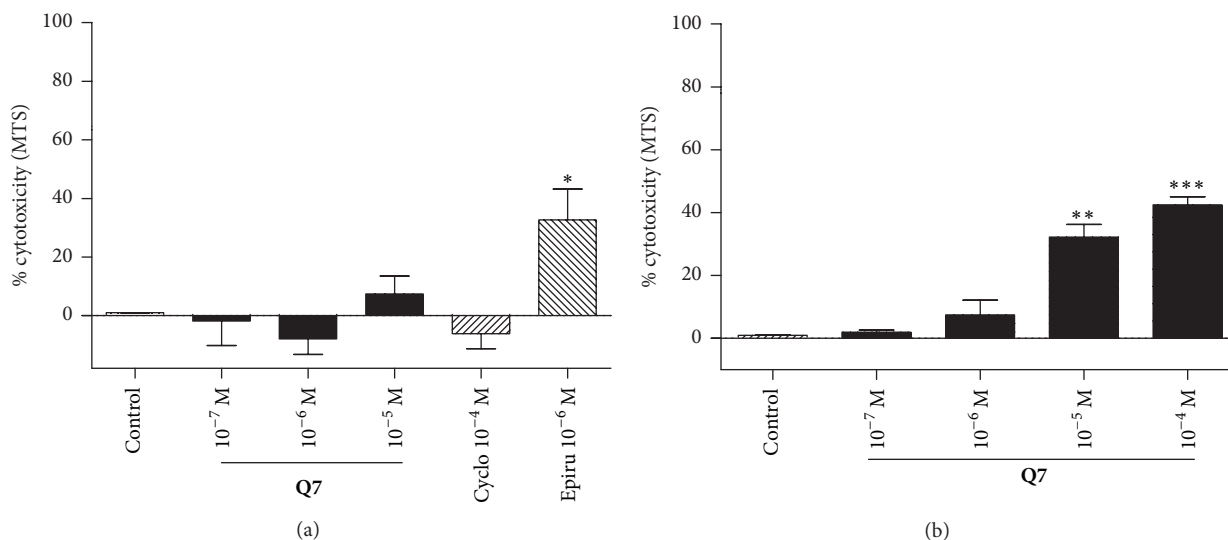 100
80
60
40
20
0
% cytotoxicity (MTS)
*
Control
10⁻⁷ M
10⁻⁶ M
10⁻⁵ M
Cyclo 10⁻⁴ M
Epiru 10⁻⁶ M
Q7
(a)
100
80
60
40
20
0
% cytotoxicity (MTS)
**
***
Control
10⁻⁷ M
10⁻⁶ M
10⁻⁵ M
10⁻⁴ M
Q7
(b)